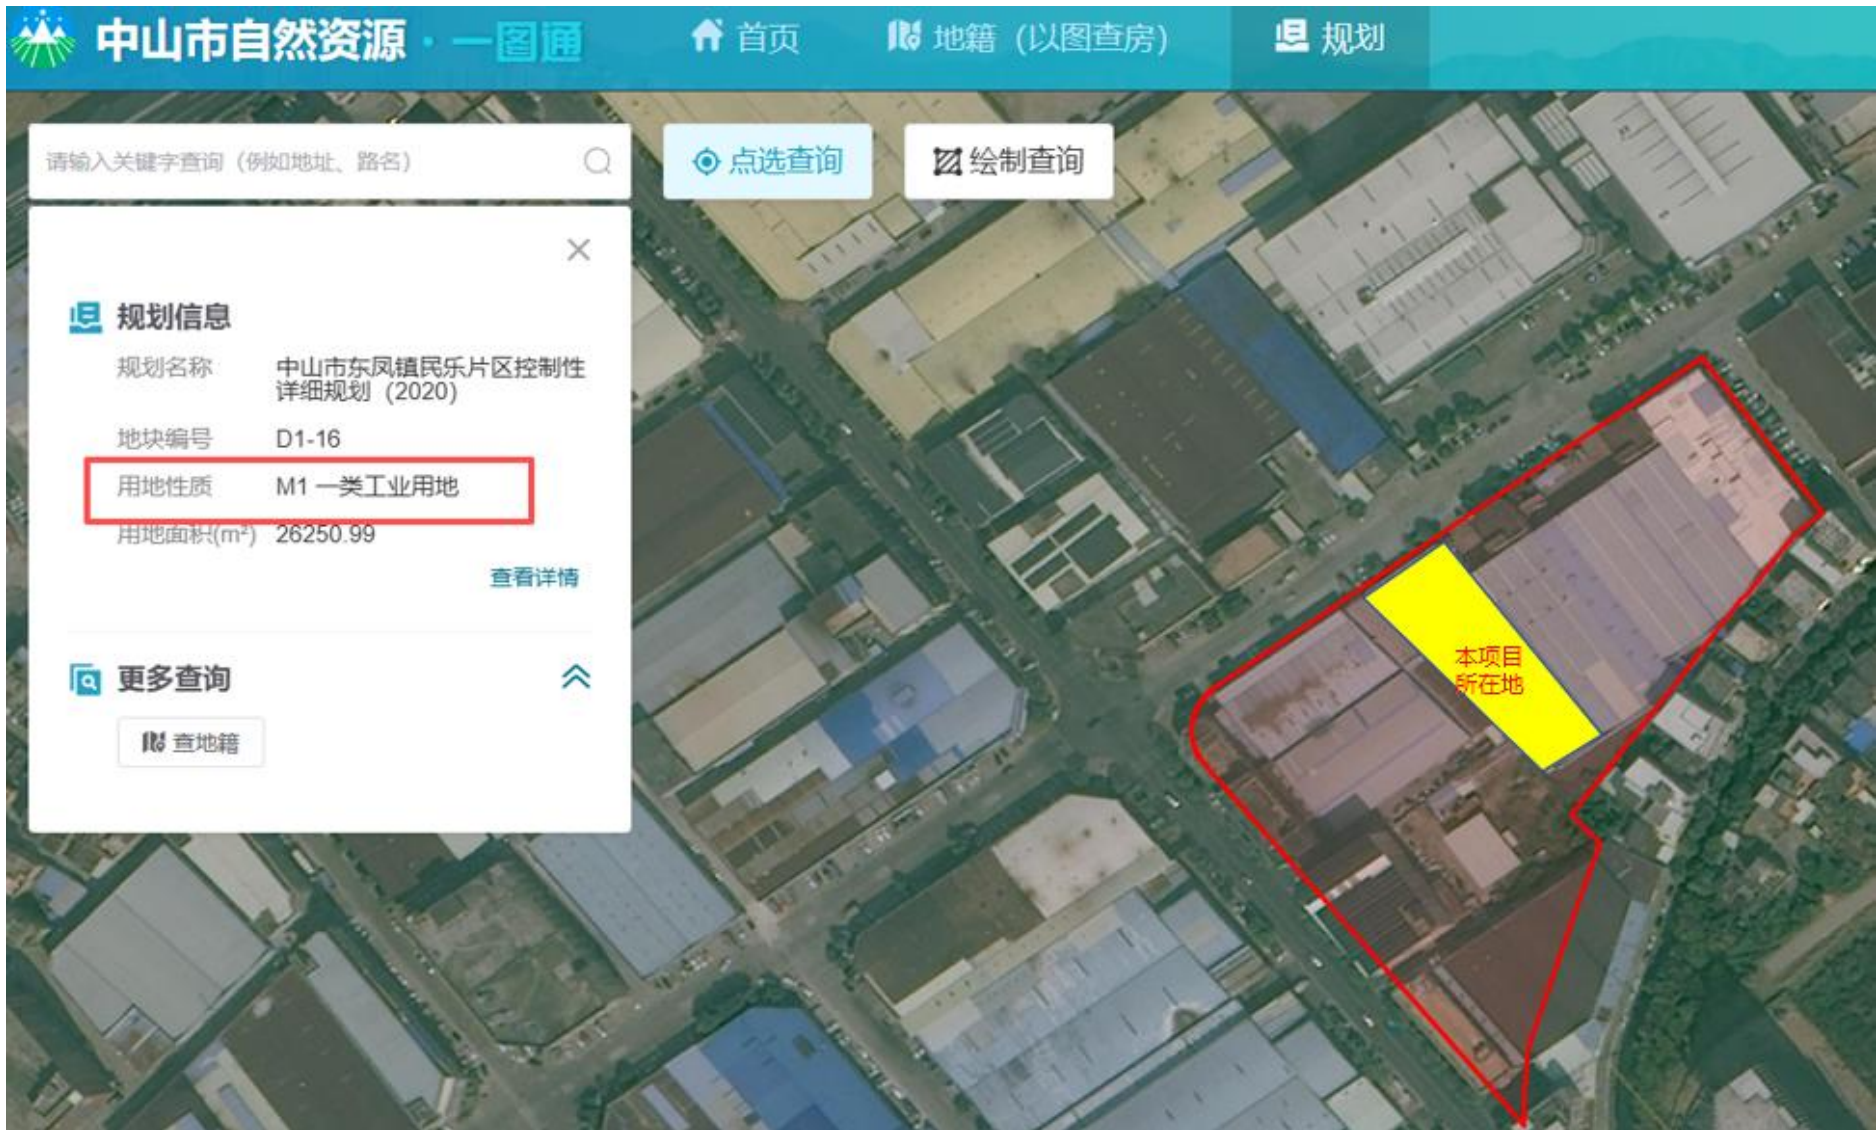 中山市自然资源·一图通
首页
地籍（以图查房）
规划
请输入关键字查询（例如地址、路名）
点选查询
绘制查询
规划信息
规划名称 中山市东凤镇民乐片区控制性
详细规划（2020）
地块编号 D1-16
用地性质 M1 一类工业用地
用地面积(m²) 26250.99
查看详情
更多查询
查地籍
本项目
所在地